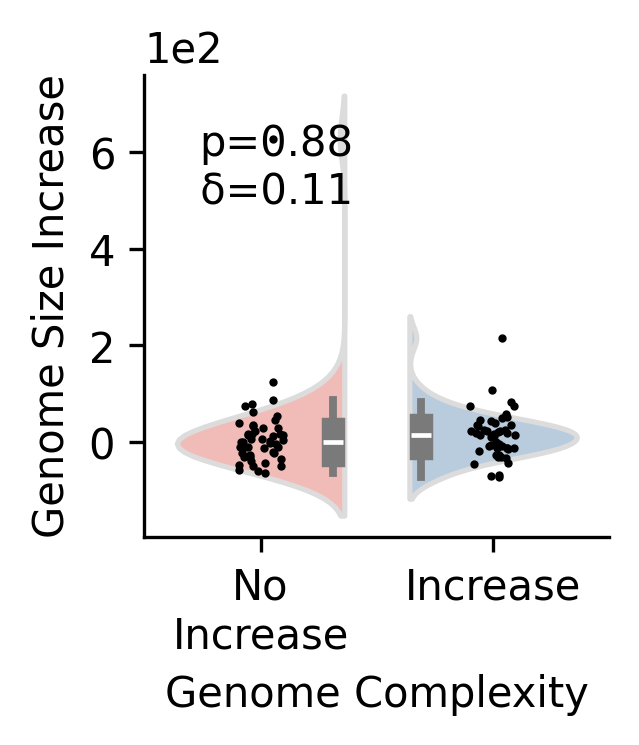 1e2
Genome Size Increase
6
4
2
0
p=0.88
δ=0.11
No
Increase
Increase
Genome Complexity